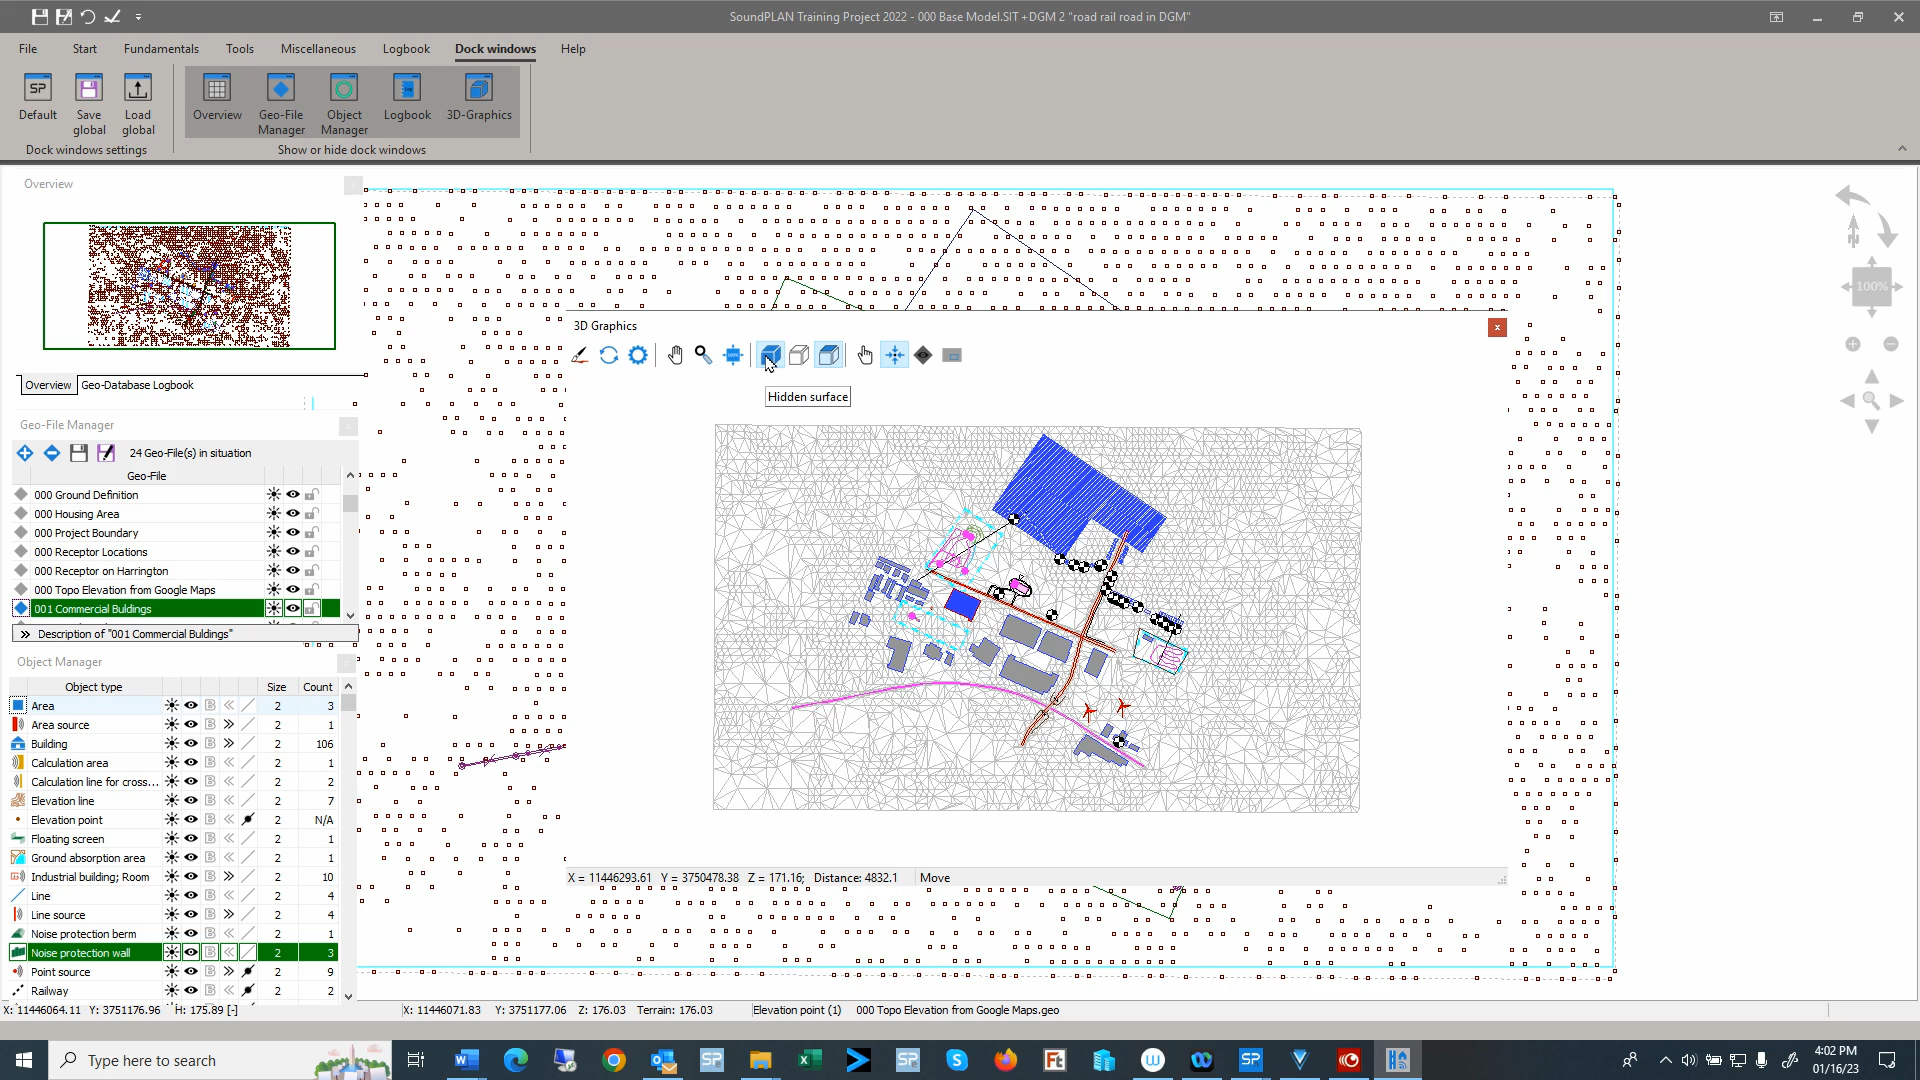 SoundPLAN Training Project 2022 - 000 Base Model.SIT +DGM 2 "road rail road in DGM"
File Start Fundamentals Tools Miscellaneous Logbook Dock windows Help
SP
Default Save global Load global Overview Geo-File Manager Object Manager Logbook 3D-Graphics
Dock windows settings Show or hide dock windows
Overview
Overview Geo-Database Logbook
Geo-File Manager
24 Geo-File(s) in situation
Geo-File
000 Ground Definition
000 Housing Area
000 Project Boundary
000 Receptor Locations
000 Receptor on Harrington
000 Topo Elevation from Google Maps
001 Commercial Buldings
Description of "001 Commercial Buldings"
Object Manager
Object type Size Count
Area 2 3
Area source 2 1
Building 2 106
Calculation area 2 1
Calculation line for cross... 2 2
Elevation line 2 7
Elevation point 2 N/A
Floating screen 2 1
Ground absorption area 2 1
Industrial building; Room 2 10
Line 2 4
Line source 2 4
Noise protection berm 2 1
Noise protection wall 2 3
Point source 2 9
Railway 2 2
3D Graphics
Hidden surface
X = 11446293.61 Y = 3750478.38 Z = 171.16; Distance: 4832.1 Move
N
100%
X: 11446064.11 Y: 3751176.96 H: 175.89 [-] X: 11446071.83 Y: 3751177.06 Z: 176.03 Terrain: 176.03 Elevation point (1) 000 Topo Elevation from Google Maps.geo
Type here to search
4:02 PM
01/16/23